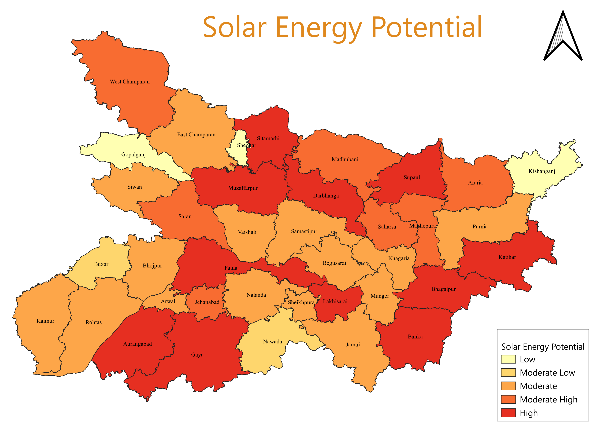 Solar Energy Potential
West Champaran
East Champaran
Gopalganj
Sheohar
Sitamarhi
Madhubani
Kishanganj
Siwan
Muzaffarpur
Darbhanga
Supaul
Araria
Saran
Vaishali
Samastipur
Saharsa
Madhepura
Purnia
Buxar
Bhojpur
Patna
Begusarai
Khagaria
Katihar
Kaimur
Rohtas
Arwal
Jehanabad
Nalanda
Sheikhpura
Lakhisarai
Munger
Bhagalpur
Aurangabad
Gaya
Nawada
Jamui
Banka
Solar Energy Potential
Low
Moderate Low
Moderate
Moderate High
High